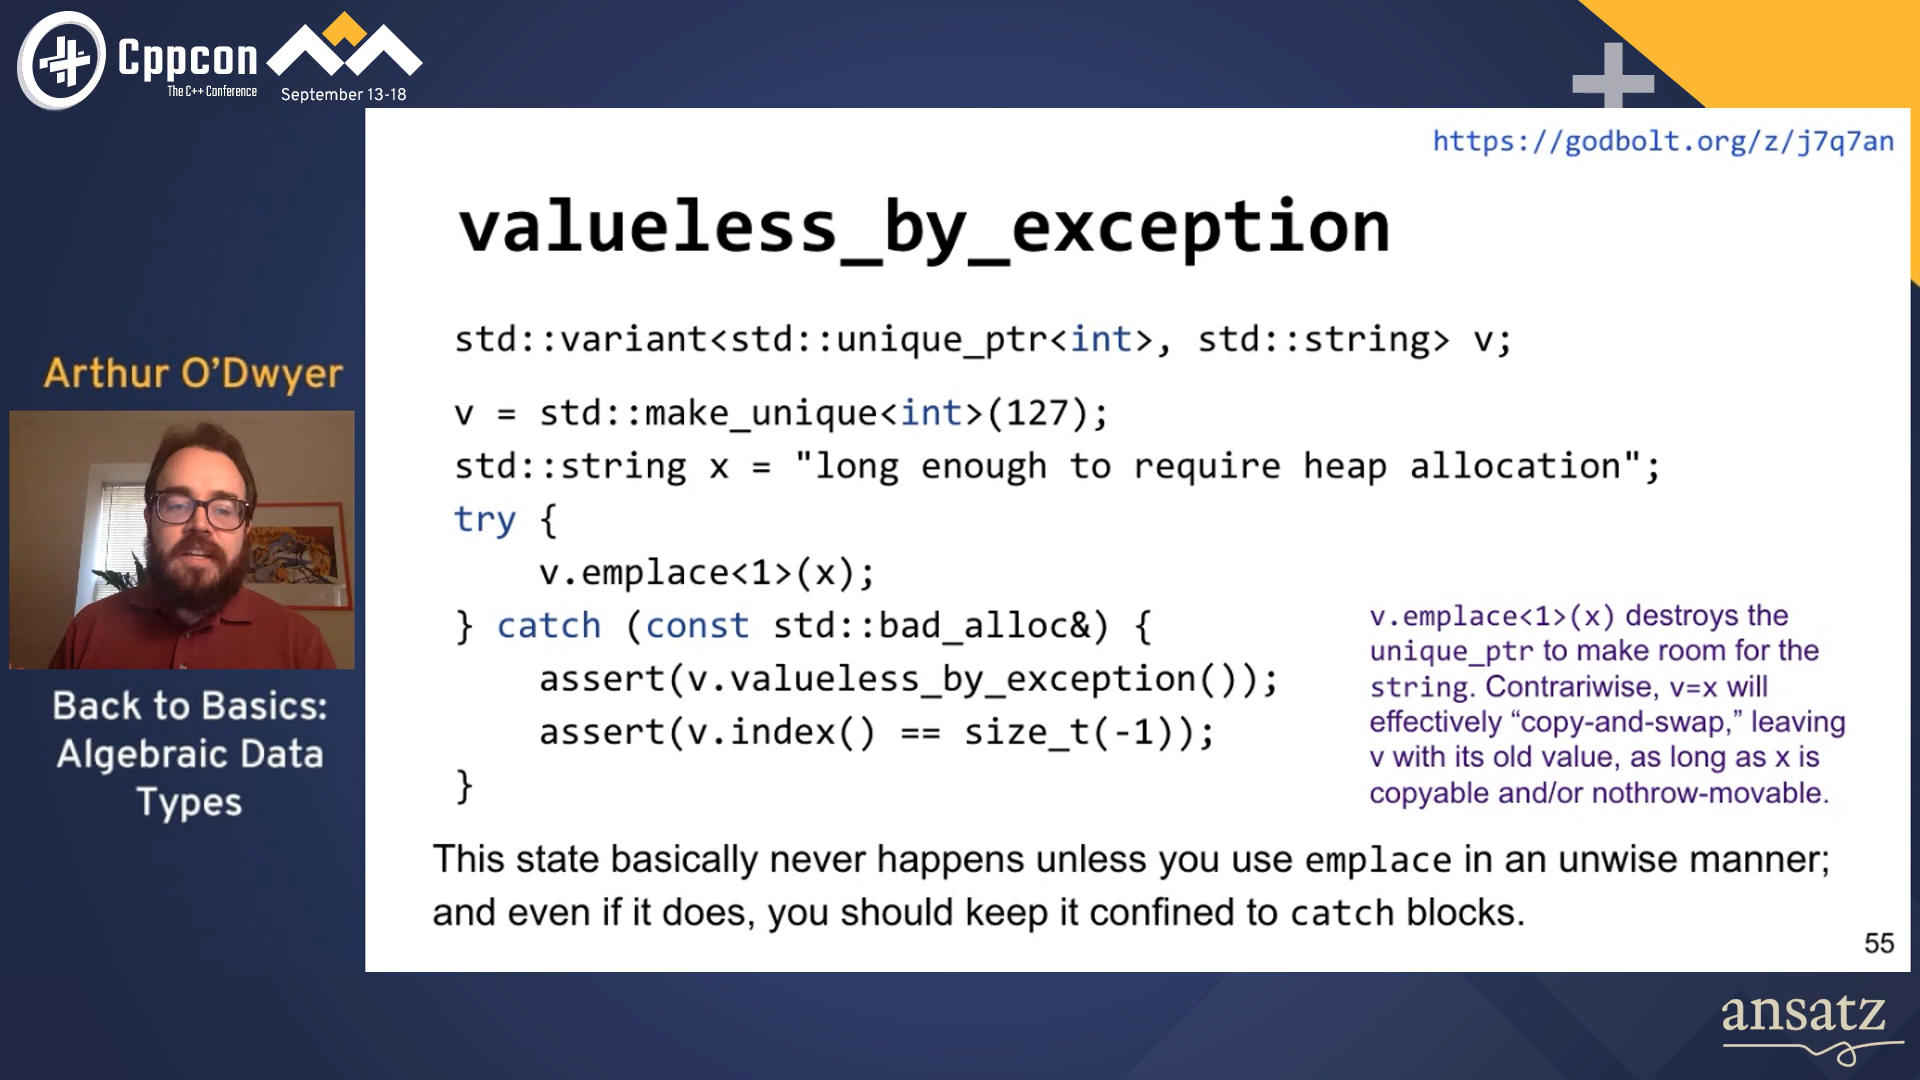 Cppcon
The C++ Conference
September 13-18
https://godbolt.org/z/j7q7an
valueless_by_exception
std::variant<std::unique_ptr<int>, std::string> v;
v = std::make_unique<int>(127);
std::string x = "long enough to require heap allocation";
try {
v.emplace<1>(x);
} catch (const std::bad_alloc&) {
assert(v.valueless_by_exception());
assert(v.index() == size_t(-1));
}
v.emplace<1>(x) destroys the
unique_ptr to make room for the
string. Contrariwise, v=x will
effectively “copy-and-swap,” leaving
v with its old value, as long as x is
copyable and/or nothrow-movable.
This state basically never happens unless you use emplace in an unwise manner;
and even if it does, you should keep it confined to catch blocks.
55
Arthur O’Dwyer
Back to Basics:
Algebraic Data
Types
ansatz